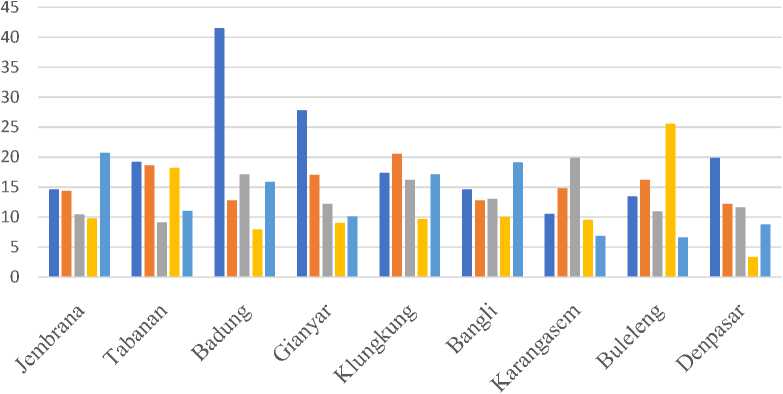 45
40
35
30
25
20
15
10
5
0
Jembrana
Tabanan
Badung
Gianyar
Klungkung
Bangli
Karangasem
Buleleng
Denpasar